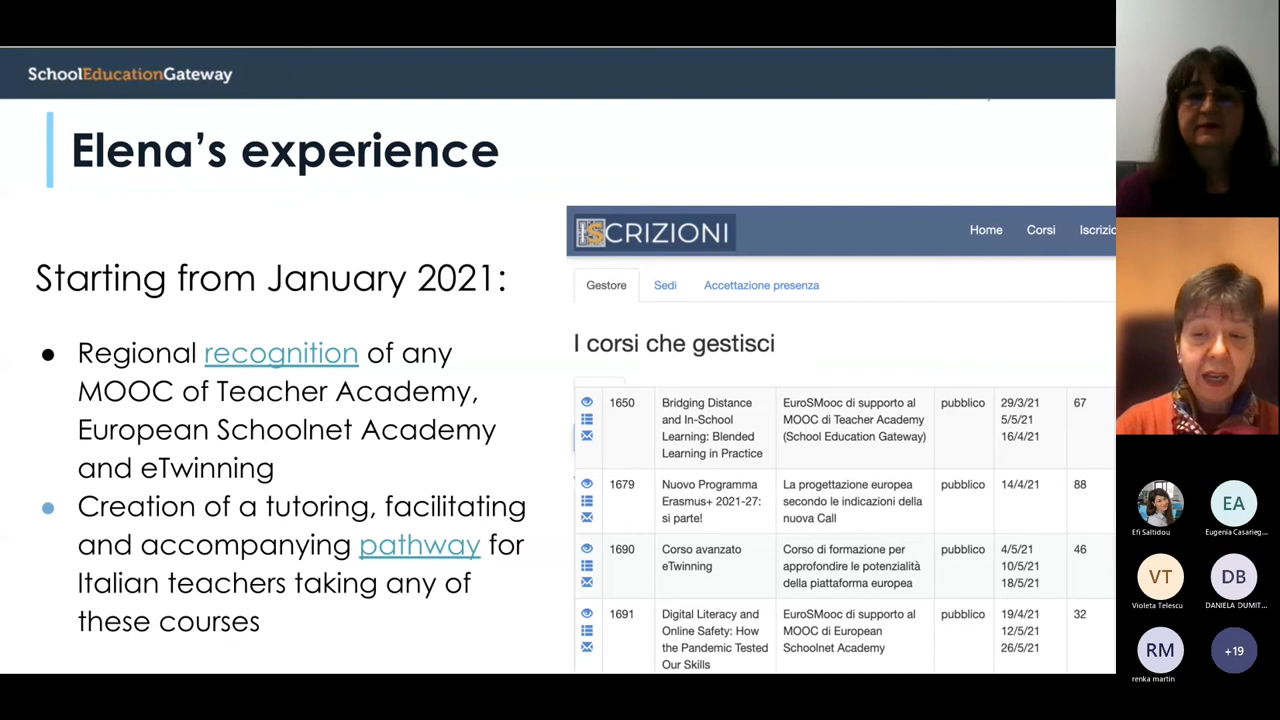 SchoolEducationGateway
Elena’s experience
Starting from January 2021:
● Regional recognition of any
MOOC of Teacher Academy,
European Schoolnet Academy
and eTwinning
● Creation of a tutoring, facilitating
and accompanying pathway for
Italian teachers taking any of
these courses
ISCRIZIONI
Home Corsi Iscrizio
Gestore Sedi Accettazione presenza
I corsi che gestisci
1650
Bridging Distance
and In-School
Learning: Blended
Learning in Practice
EuroSMooc di supporto al
MOOC di Teacher Academy
(School Education Gateway)
pubblico
29/3/21
5/5/21
16/4/21
67
1679
Nuovo Programma
Erasmus+ 2021-27:
si parte!
La progettazione europea
secondo le indicazioni della
nuova Call
pubblico
14/4/21
88
1690
Corso avanzato
eTwinning
Corso di formazione per
approfondire le potenzialità
della piattaforma europea
pubblico
4/5/21
10/5/21
18/5/21
46
1691
Digital Literacy and
Online Safety: How
the Pandemic Tested
Our Skills
EuroSMooc di supporto al
MOOC di European
Schoolnet Academy
pubblico
19/4/21
12/5/21
26/5/21
32
Efi Saltidou
EA
Eugenia Casarieg...
VT
Violeta Telescu
DB
DANIELA DUMIT...
RM
renka martin
+19